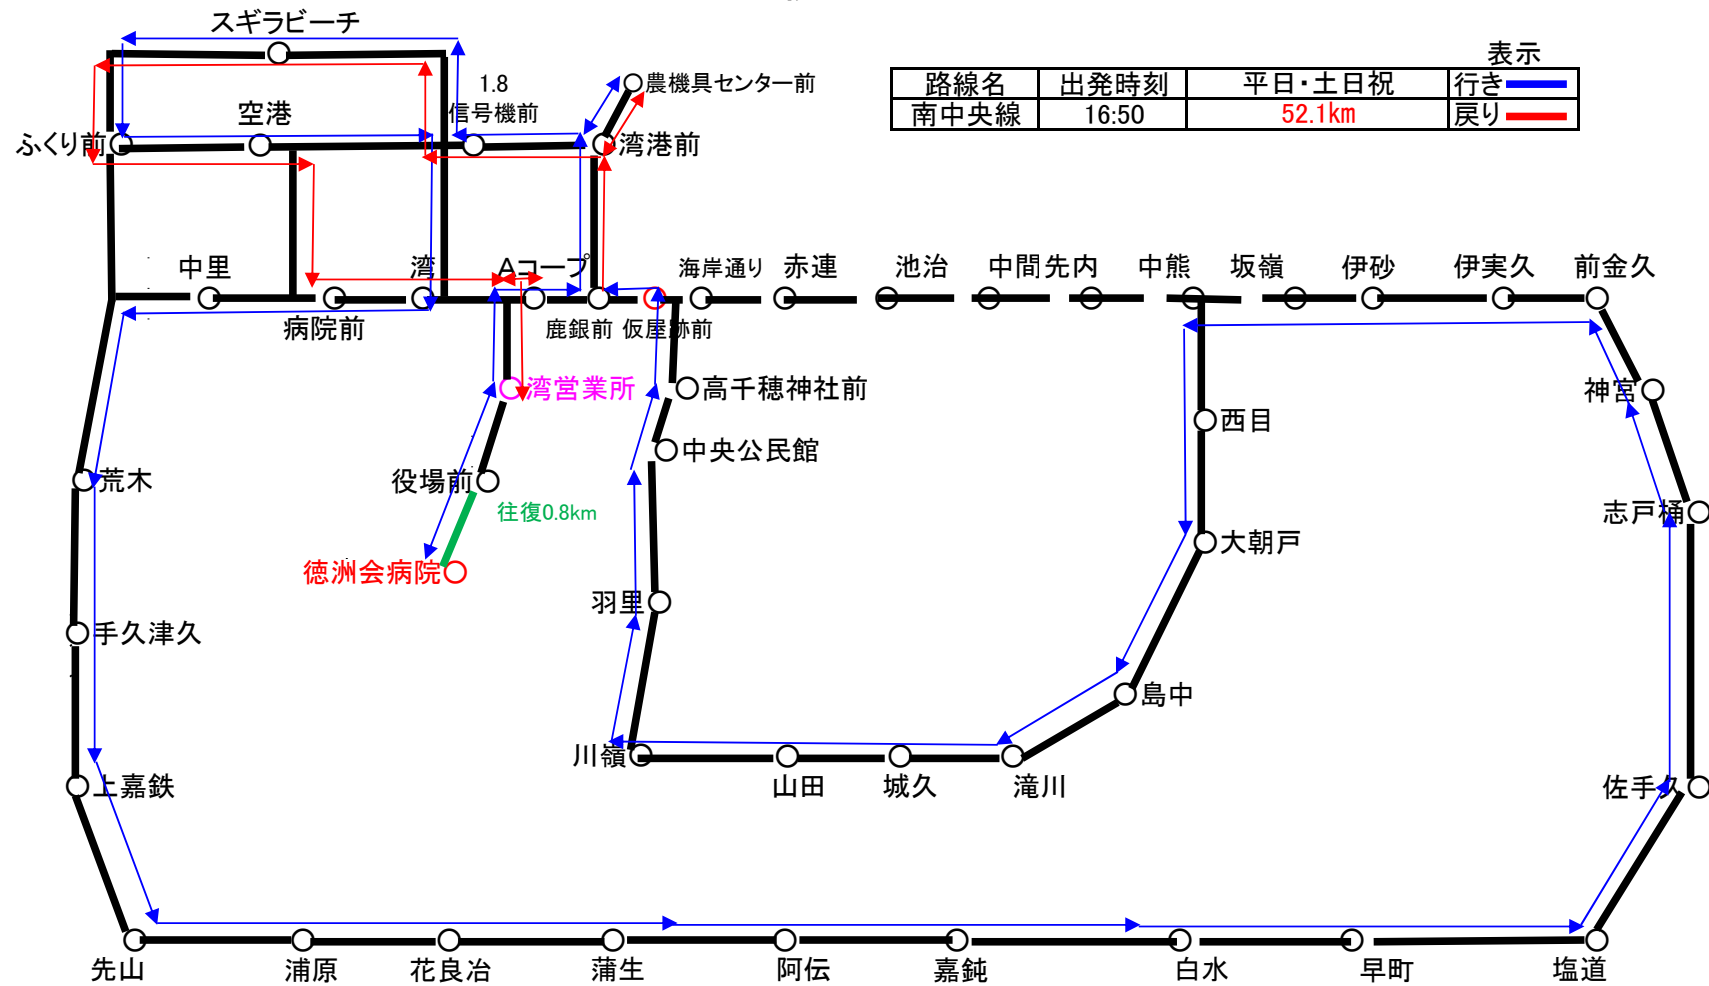 スギラビーチ
表示
路線名 出発時刻 平日・土日祝 行き
南中央線 16:50 52.1km 戻り
1.8
農機具センター前
空港
信号機前
ふくり前
湾港前
中里
湾
Aコープ
海岸通り
赤連
池治
中間
先内
中熊
坂嶺
伊砂
伊実久
前金久
病院前
鹿銀前
仮屋跡前
湾営業所
高千穂神社前
神宮
西目
中央公民館
荒木
役場前
往復0.8km
志戸桶
大朝戸
徳洲会病院
羽里
手久津久
島中
川嶺
山田
城久
滝川
上嘉鉄
佐手久
先山
浦原
花良冶
蒲生
阿伝
嘉鈍
白水
早町
塩道